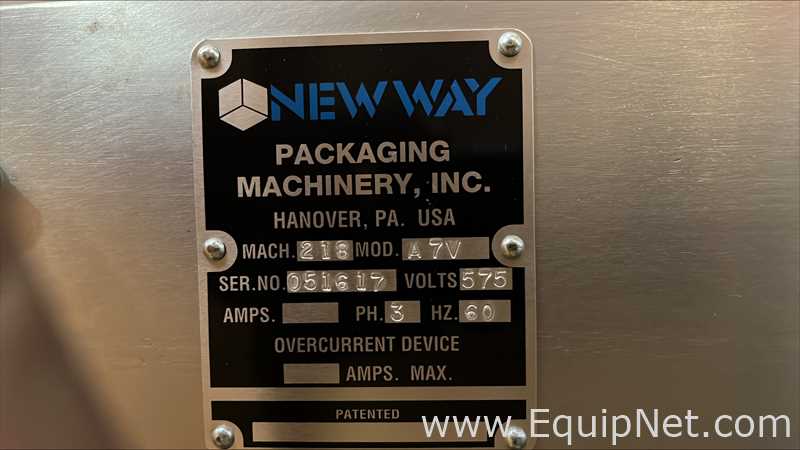 NEW WAY
PACKAGING
MACHINERY, INC.
HANOVER, PA. USA
MACH. 218 MOD. A7V
SER.NO. 051617 VOLTS 575
AMPS. PH. 3 HZ. 60
OVERCURRENT DEVICE
AMPS. MAX.
PATENTED
www.EquipNet.com